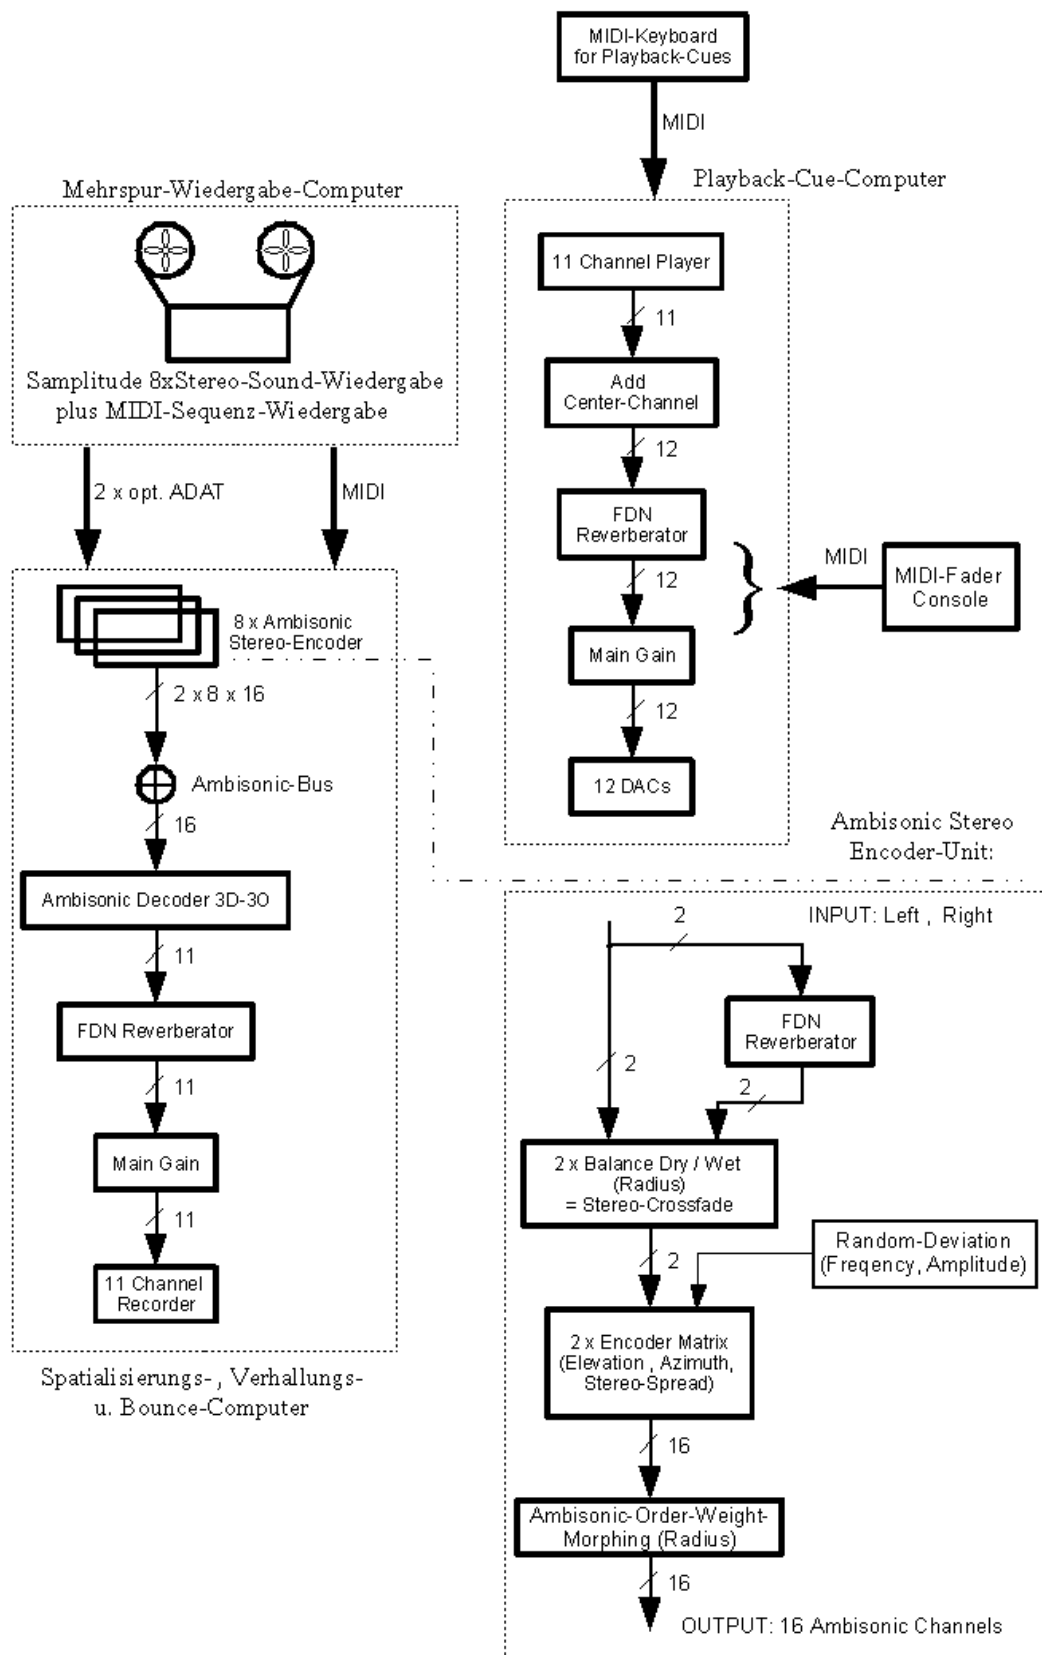 MIDI-Keyboard
for Playback-Cues
MIDI
Playback-Cue-Computer
11 Channel Player
11
Add
Center-Channel
12
FDN
Reverberator
12
Main Gain
12
12 DACs
MIDI
MIDI-Fader
Console
Mehrspur-Wiedergabe-Computer
Samplitude 8xStereo-Sound-Wiedergabe
plus MIDI-Sequenz-Wiedergabe
2 x opt. ADAT
MIDI
8 x Ambisonic
Stereo-Encoder
2 x 8 x 16
Ambisonic-Bus
16
Ambisonic Decoder 3D-3O
11
FDN Reverberator
11
Main Gain
11
11 Channel
Recorder
Spatialisierungs- , Verhallungs-
u. Bounce-Computer
Ambisonic Stereo
Encoder-Unit:
INPUT: Left , Right
2
FDN
Reverberator
2
2
2 x Balance Dry / Wet
(Radius)
= Stereo-Crossfade
2
Random-Deviation
(Freqency, Amplitude)
2 x Encoder Matrix
(Elevation , Azimuth,
Stereo-Spread)
16
Ambisonic-Order-Weight-
Morphing (Radius)
16
OUTPUT: 16 Ambisonic Channels